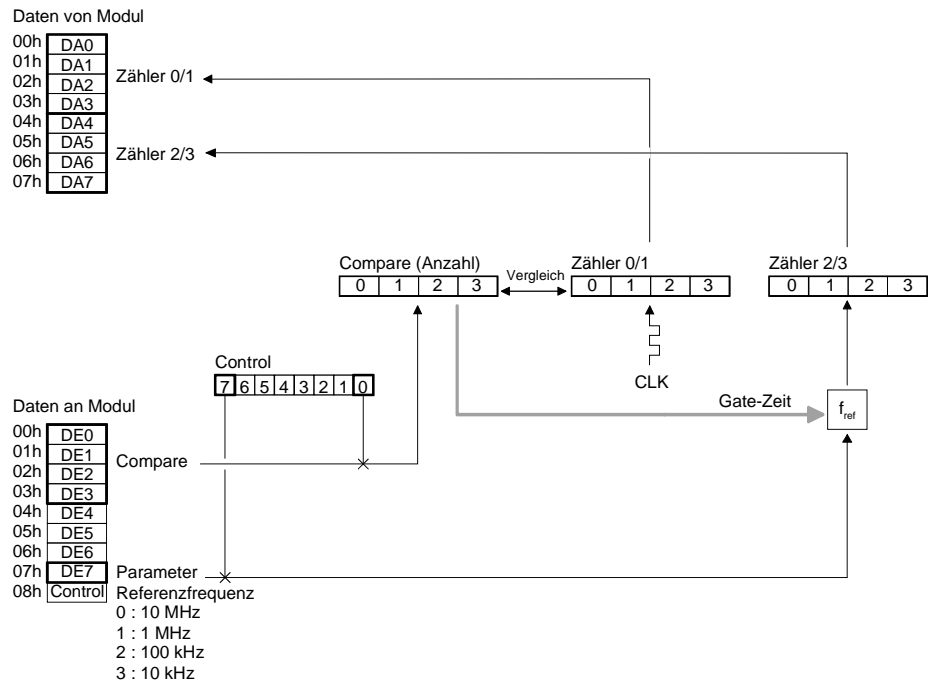 Daten von Modul
00h DA0
01h DA1
02h DA2
03h DA3
04h DA4
05h DA5
06h DA6
07h DA7
Zähler 0/1
Zähler 2/3
Compare (Anzahl)
0 1 2 3
Vergleich
Zähler 0/1
0 1 2 3
Zähler 2/3
0 1 2 3
CLK
Control
7 6 5 4 3 2 1 0
Gate-Zeit
fref
Daten an Modul
00h DE0
01h DE1
02h DE2
03h DE3
04h DE4
05h DE5
06h DE6
07h DE7
08h Control
Compare
Parameter
Referenzfrequenz
0 : 10 MHz
1 : 1 MHz
2 : 100 kHz
3 : 10 kHz